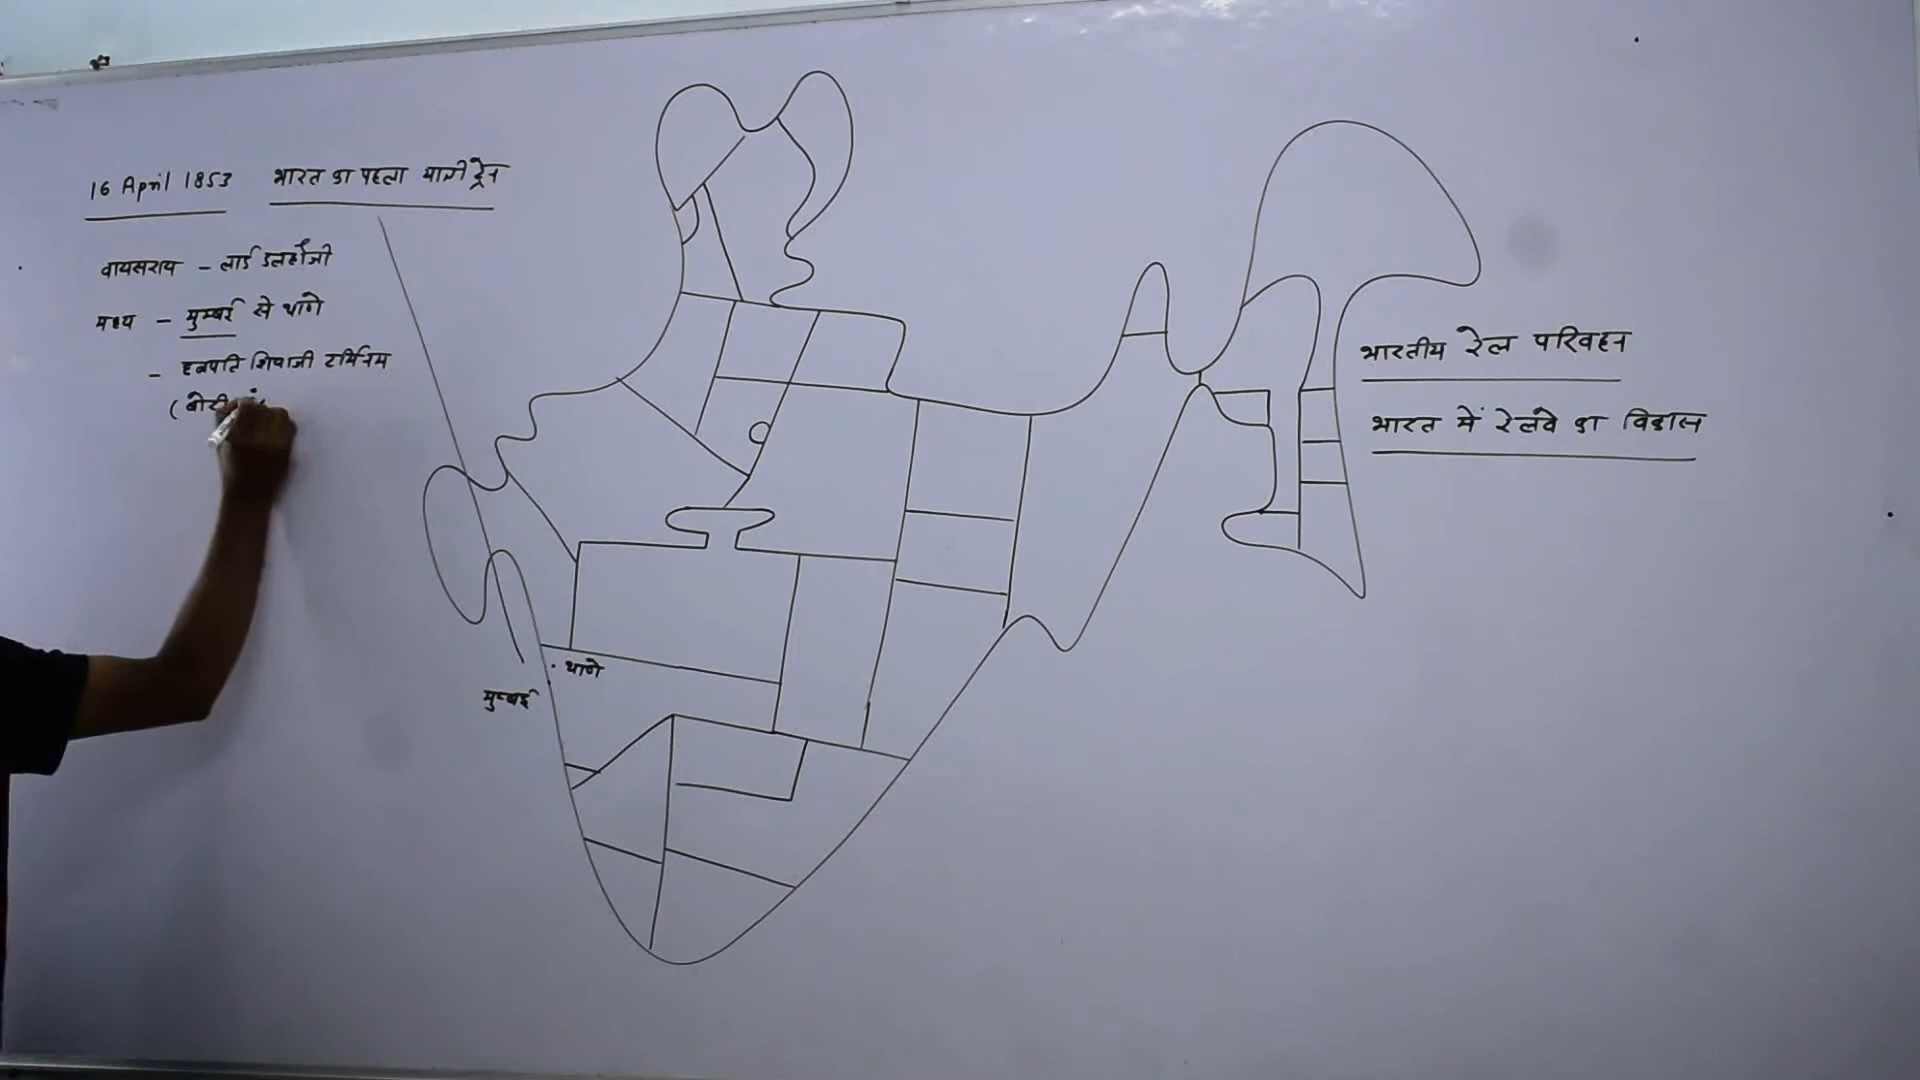 16 April 1853 भारत का पहला यात्री ट्रेन
वायसराय - लार्ड डलहौजी
मध्य - मुम्बई से थाणे
- छत्रपति शिवाजी टर्मिनस
(बोरी
भारतीय रेल परिवहन
भारत में रेलवे का विकास
थाणे
मुम्बई